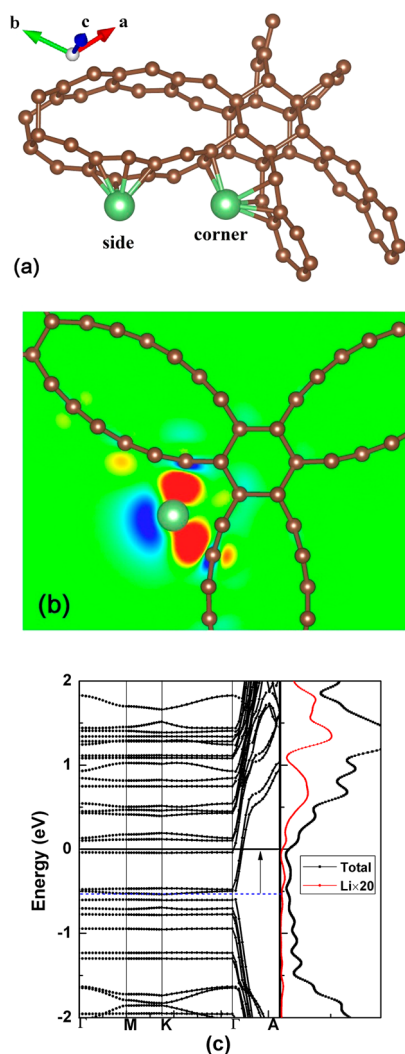 b
c
a
side
corner
(a)
(b)
Energy (eV)
2
1
0
-1
-2
Total
Li×20
Γ
M
K
Γ
A
(c)